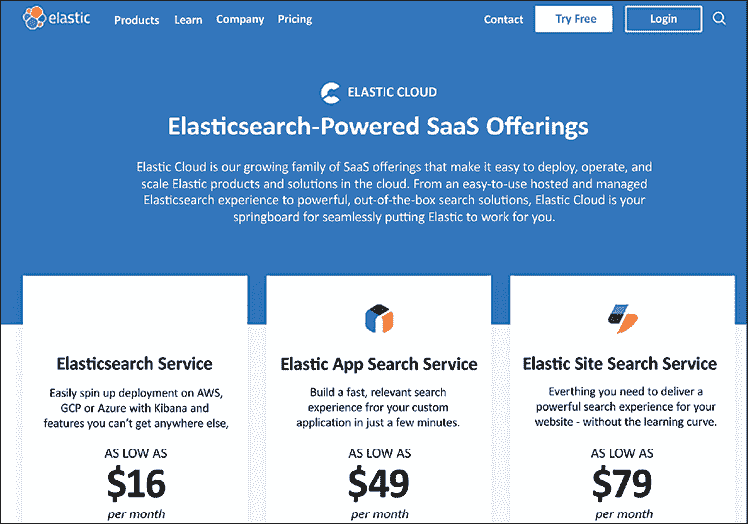 elastic Products Learn Company Pricing Contact Try Free Login
ELASTIC CLOUD
Elasticsearch-Powered SaaS Offerings
Elastic Cloud is our growing family of SaaS offerings that make it easy to deploy, operate, and
scale Elastic products and solutions in the cloud. From an easy-to-use hosted and managed
Elasticsearch experience to powerful, out-of-the-box search solutions, Elastic Cloud is your
springboard for seamlessly putting Elastic to work for you.
Elasticsearch Service
Easily spin up deployment on AWS,
GCP or Azure with Kibana and
features you can't get anywhere else,
AS LOW AS
$16
per month
Elastic App Search Service
Build a fast, relevant search
experience fror your custom
application in just a few minutes.
AS LOW AS
$49
per month
Elastic Site Search Service
Everthing you need to deliver a
powerful search experience for your
website - without the learning curve.
AS LOW AS
$79
per month